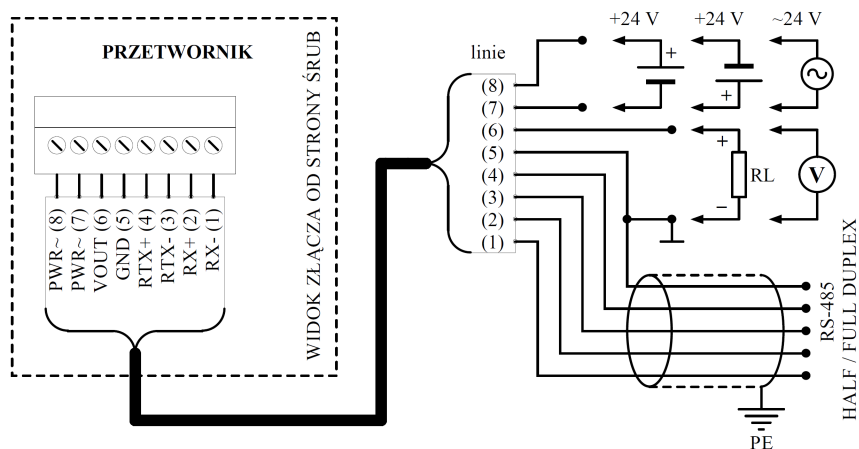 PRZETWORNIK
WIDOK ZŁĄCZA OD STRONY ŚRUB
PWR~ (8)
PWR~ (7)
VOUT (6)
GND (5)
RTX+ (4)
RTX- (3)
RX+ (2)
RX- (1)
linie
(8)
(7)
(6)
(5)
(4)
(3)
(2)
(1)
+24 V
+24 V
~24 V
+
+
+
RL
−
V
RS-485
HALF / FULL DUPLEX
PE